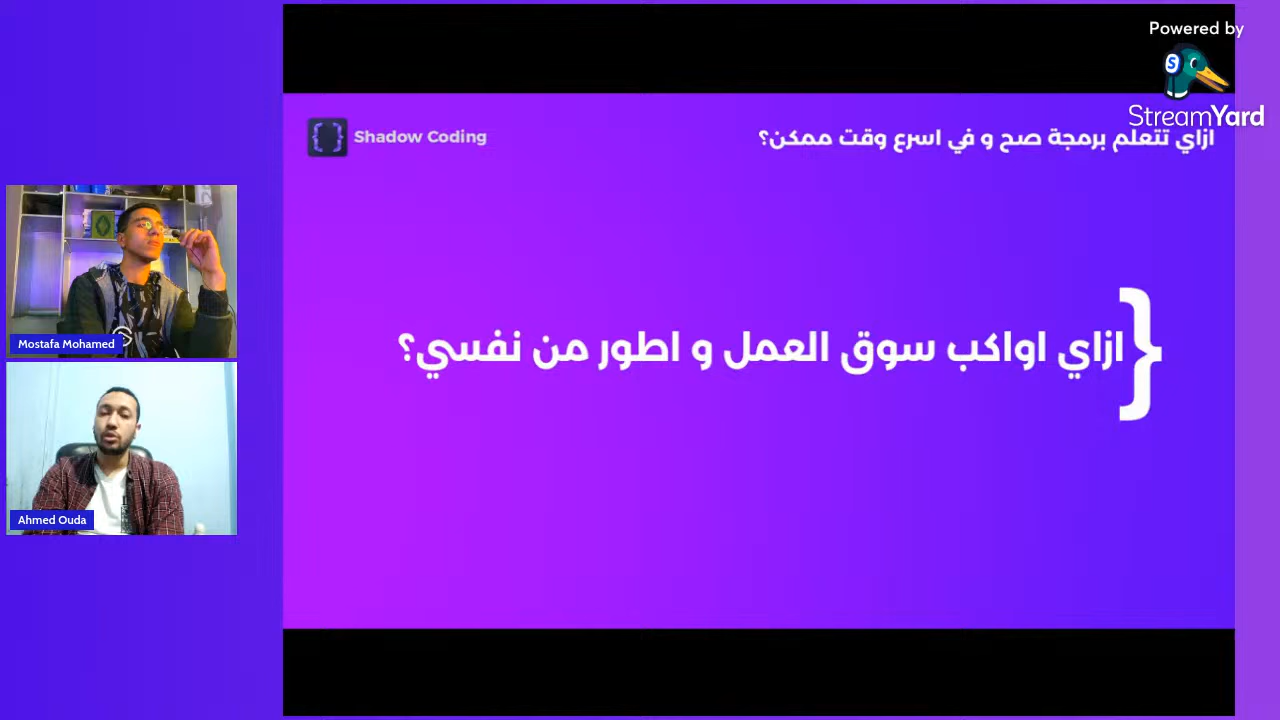 Powered by
StreamYard
Shadow Coding
ازاي تتعلم برمجة صح و في اسرع وقت ممكن؟
ازاي اواكب سوق العمل و اطور من نفسي؟
Mostafa Mohamed
Ahmed Ouda